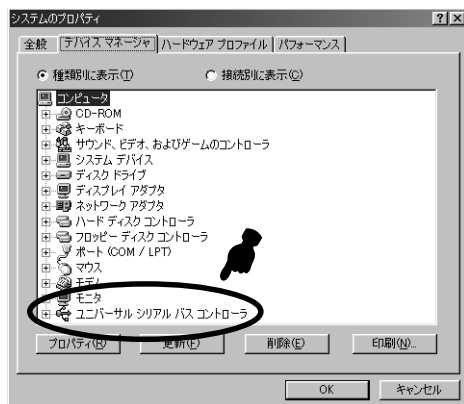 システムのプロパティ
全般 デバイス マネージャ ハードウェア プロファイル パフォーマンス
種類別に表示(T) 接続別に表示(C)
コンピュータ
CD-ROM
キーボード
サウンド、ビデオ、およびゲームのコントローラ
システム デバイス
ディスク ドライブ
ディスプレイ アダプタ
ネットワーク アダプタ
ハード ディスク コントローラ
フロッピー ディスク コントローラ
ポート (COM / LPT)
マウス
モデム
モニタ
ユニバーサル シリアル バス コントローラ
プロパティ(R) 更新(F) 削除(E) 印刷(N)...
OK キャンセル